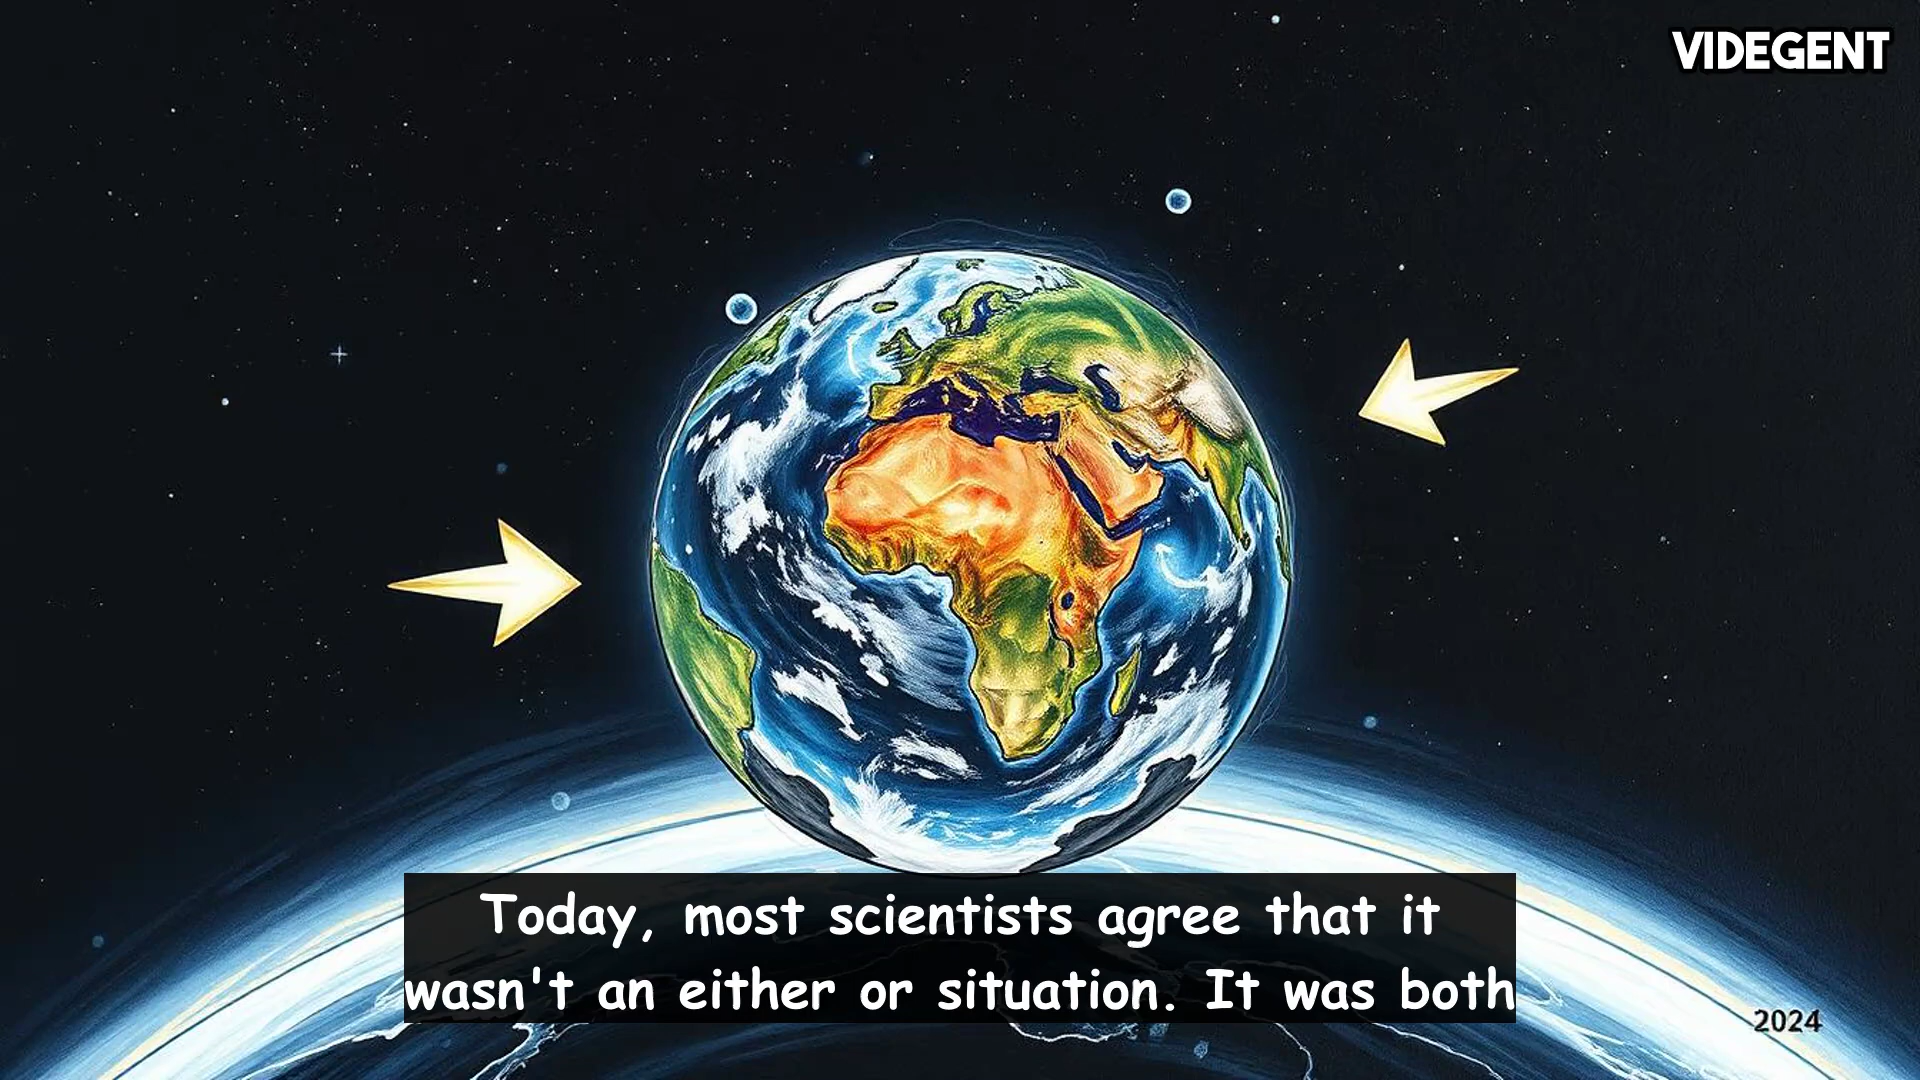 VIDEGENT
Today, most scientists agree that it
wasn't an either or situation. It was both
2024